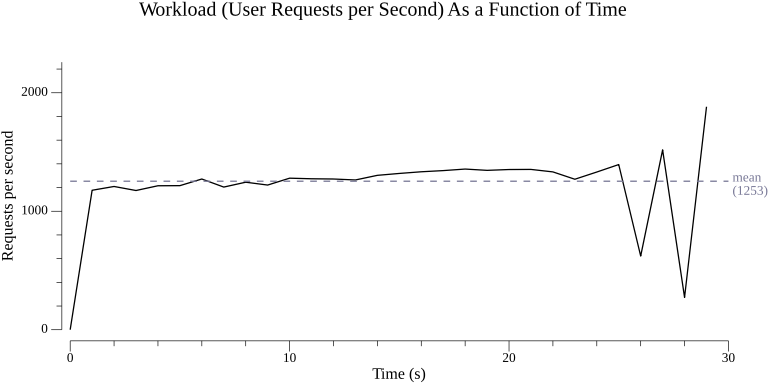 Workload (User Requests per Second) As a Function of Time
Requests per second
2000
1000
0
mean
(1253)
0
10
20
30
Time (s)